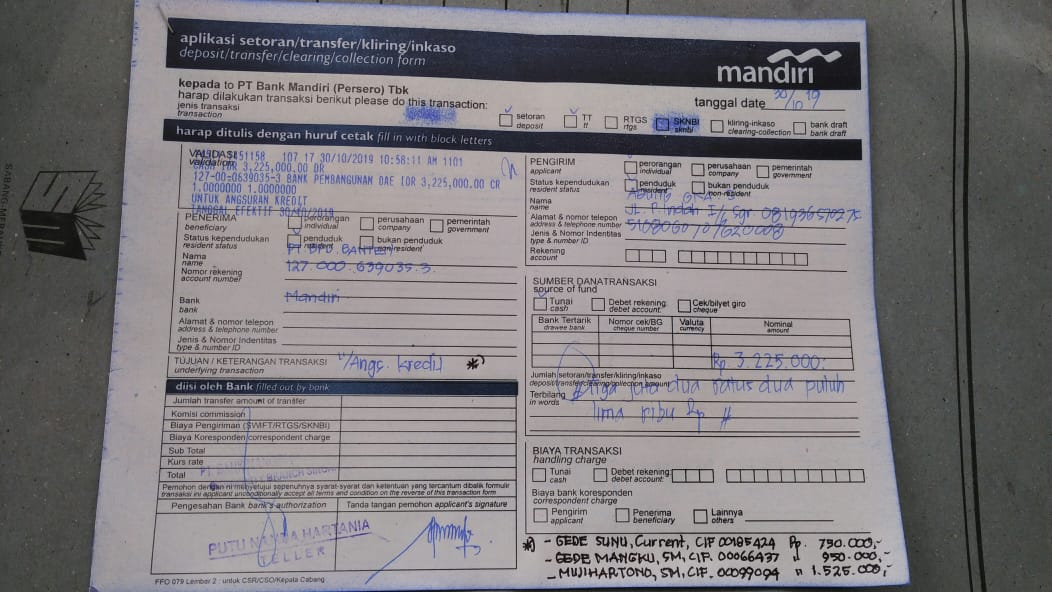 aplikasi setoran/transfer/kliring/inkaso
deposit/transfer/clearing/collection form
mandiri
kepada to PT Bank Mandiri (Persero) Tbk
harap dilakukan transaksi berikut please do this transaction:
jenis transaksi
transaction
setoran
deposit
TT
tt
RTGS
rtgs
SKNBI
sknbi
kliring-inkaso
clearing-collection
bank draft
bank draft
tanggal date 30/10 19
harap ditulis dengan huruf cetak fill in with block letters
VALIDASI
validation
107 17 30/10/2019 10:58:11 AM 1101
CASH IDR 3,225,000.00 DR
127-00-0639035-3 BANK PEMBANGUNAN DAE IDR 3,225,000.00 CR
1.0000000 1.0000000
UNTUK ANGSURAN KREDIT
TANGGAL EFEKTIF 30/10/2019
PENERIMA
beneficiary
perorangan
individual
perusahaan
company
pemerintah
government
Status kependudukan
resident status
penduduk
resident
bukan penduduk
non-resident
Nama
name
PT BPD BANTEN
Nomor rekening
account number
127.000.639035.3
Bank
bank
Mandiri
Alamat & nomor telepon
address & telephone number
Jenis & Nomor Indentitas
type & number ID
TUJUAN / KETERANGAN TRANSAKSI
underlying transaction
u/Angs. kredit *)
diisi oleh Bank filled out by bank
Jumlah transfer amount of transfer
Komisi commission
Biaya Pengiriman (SWIFT/RTGS/SKNBI)
Biaya Koresponden correspondent charge
Sub Total
Kurs rate
Total
Pemohon dengan ini menyetujui sepenuhnya syarat-syarat dan ketentuan yang tercantum dibalik formulir
transaksi ini applicant unconditionally accept all terms and condition on the reverse of this transaction form
Pengesahan Bank bank's authorization
Tanda tangan pemohon applicant's signature
PUTU NANDA HARTANIA
TELLER
FFO 079 Lembar 2 : untuk CSR/CSO/Kepala Cabang
PENGIRIM
applicant
perorangan
individual
perusahaan
company
pemerintah
government
Status kependudukan
resident status
penduduk
resident
bukan penduduk
non-resident
Nama
name
Agung
Alamat & nomor telepon
address & telephone number
Jl. P. Indah I/ Sgr
Jenis & Nomor Indentitas
type & number ID
Rekening
account
SUMBER DANATRANSAKSI
source of fund
Tunai
cash
Debet rekening:
debet account:
Cek/bilyet giro
cheque
Bank Tertarik
drawee bank
Nomor cek/BG
cheque number
Valuta
currency
Nominal
amount
Rp 3.225.000:
Jumlah setoran/transfer/kliring/inkaso
deposit/transfer/clearing/collection amount
Terbilang
in words
# Tiga juta dua ratus dua puluh
lima ribu Rp #
BIAYA TRANSAKSI
handling charge
Tunai
cash
Debet rekening:
debet account:
Biaya bank koresponden
correspondent charge
Pengirim
applicant
Penerima
beneficiary
Lainnya
others
*) - GEDE SUNU, Current, CIF 00185424 Rp. 750.000,-
- GEDE MANGKU, SM, CIF. 00066437 " 950.000,-
- MUJIHARTONO, SM, CIF. 00099094 " 1.525.000,-